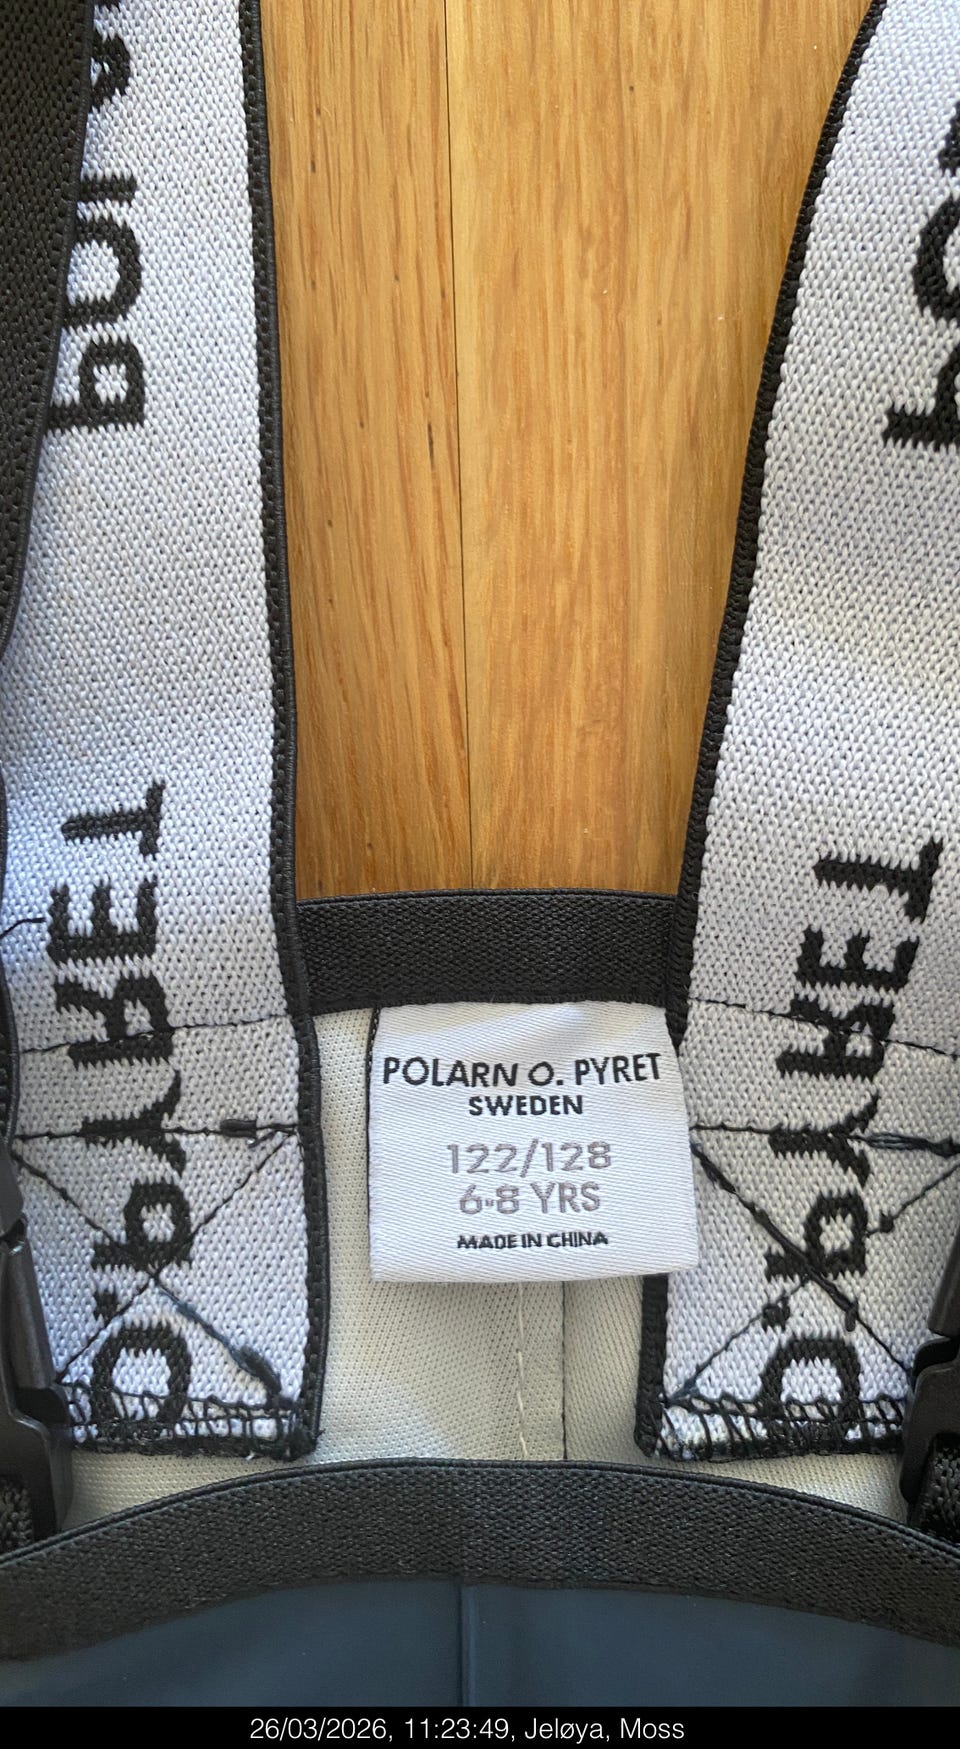 POLARN O. PYRET
SWEDEN
122/128
6-8 YRS
MADE IN CHINA
O. PYRET
O. PYRET
26/03/2026, 11:23:49, Jeløya, Moss